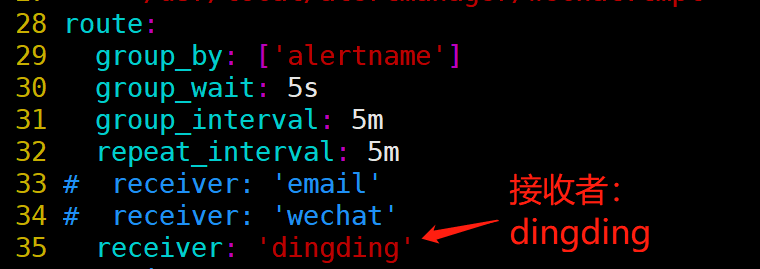 28 route:
29   group_by: ['alertname']
30   group_wait: 5s
31   group_interval: 5m
32   repeat_interval: 5m
33 #  receiver: 'email'
34 #  receiver: 'wechat'
35   receiver: 'dingding'
接收者：
dingding